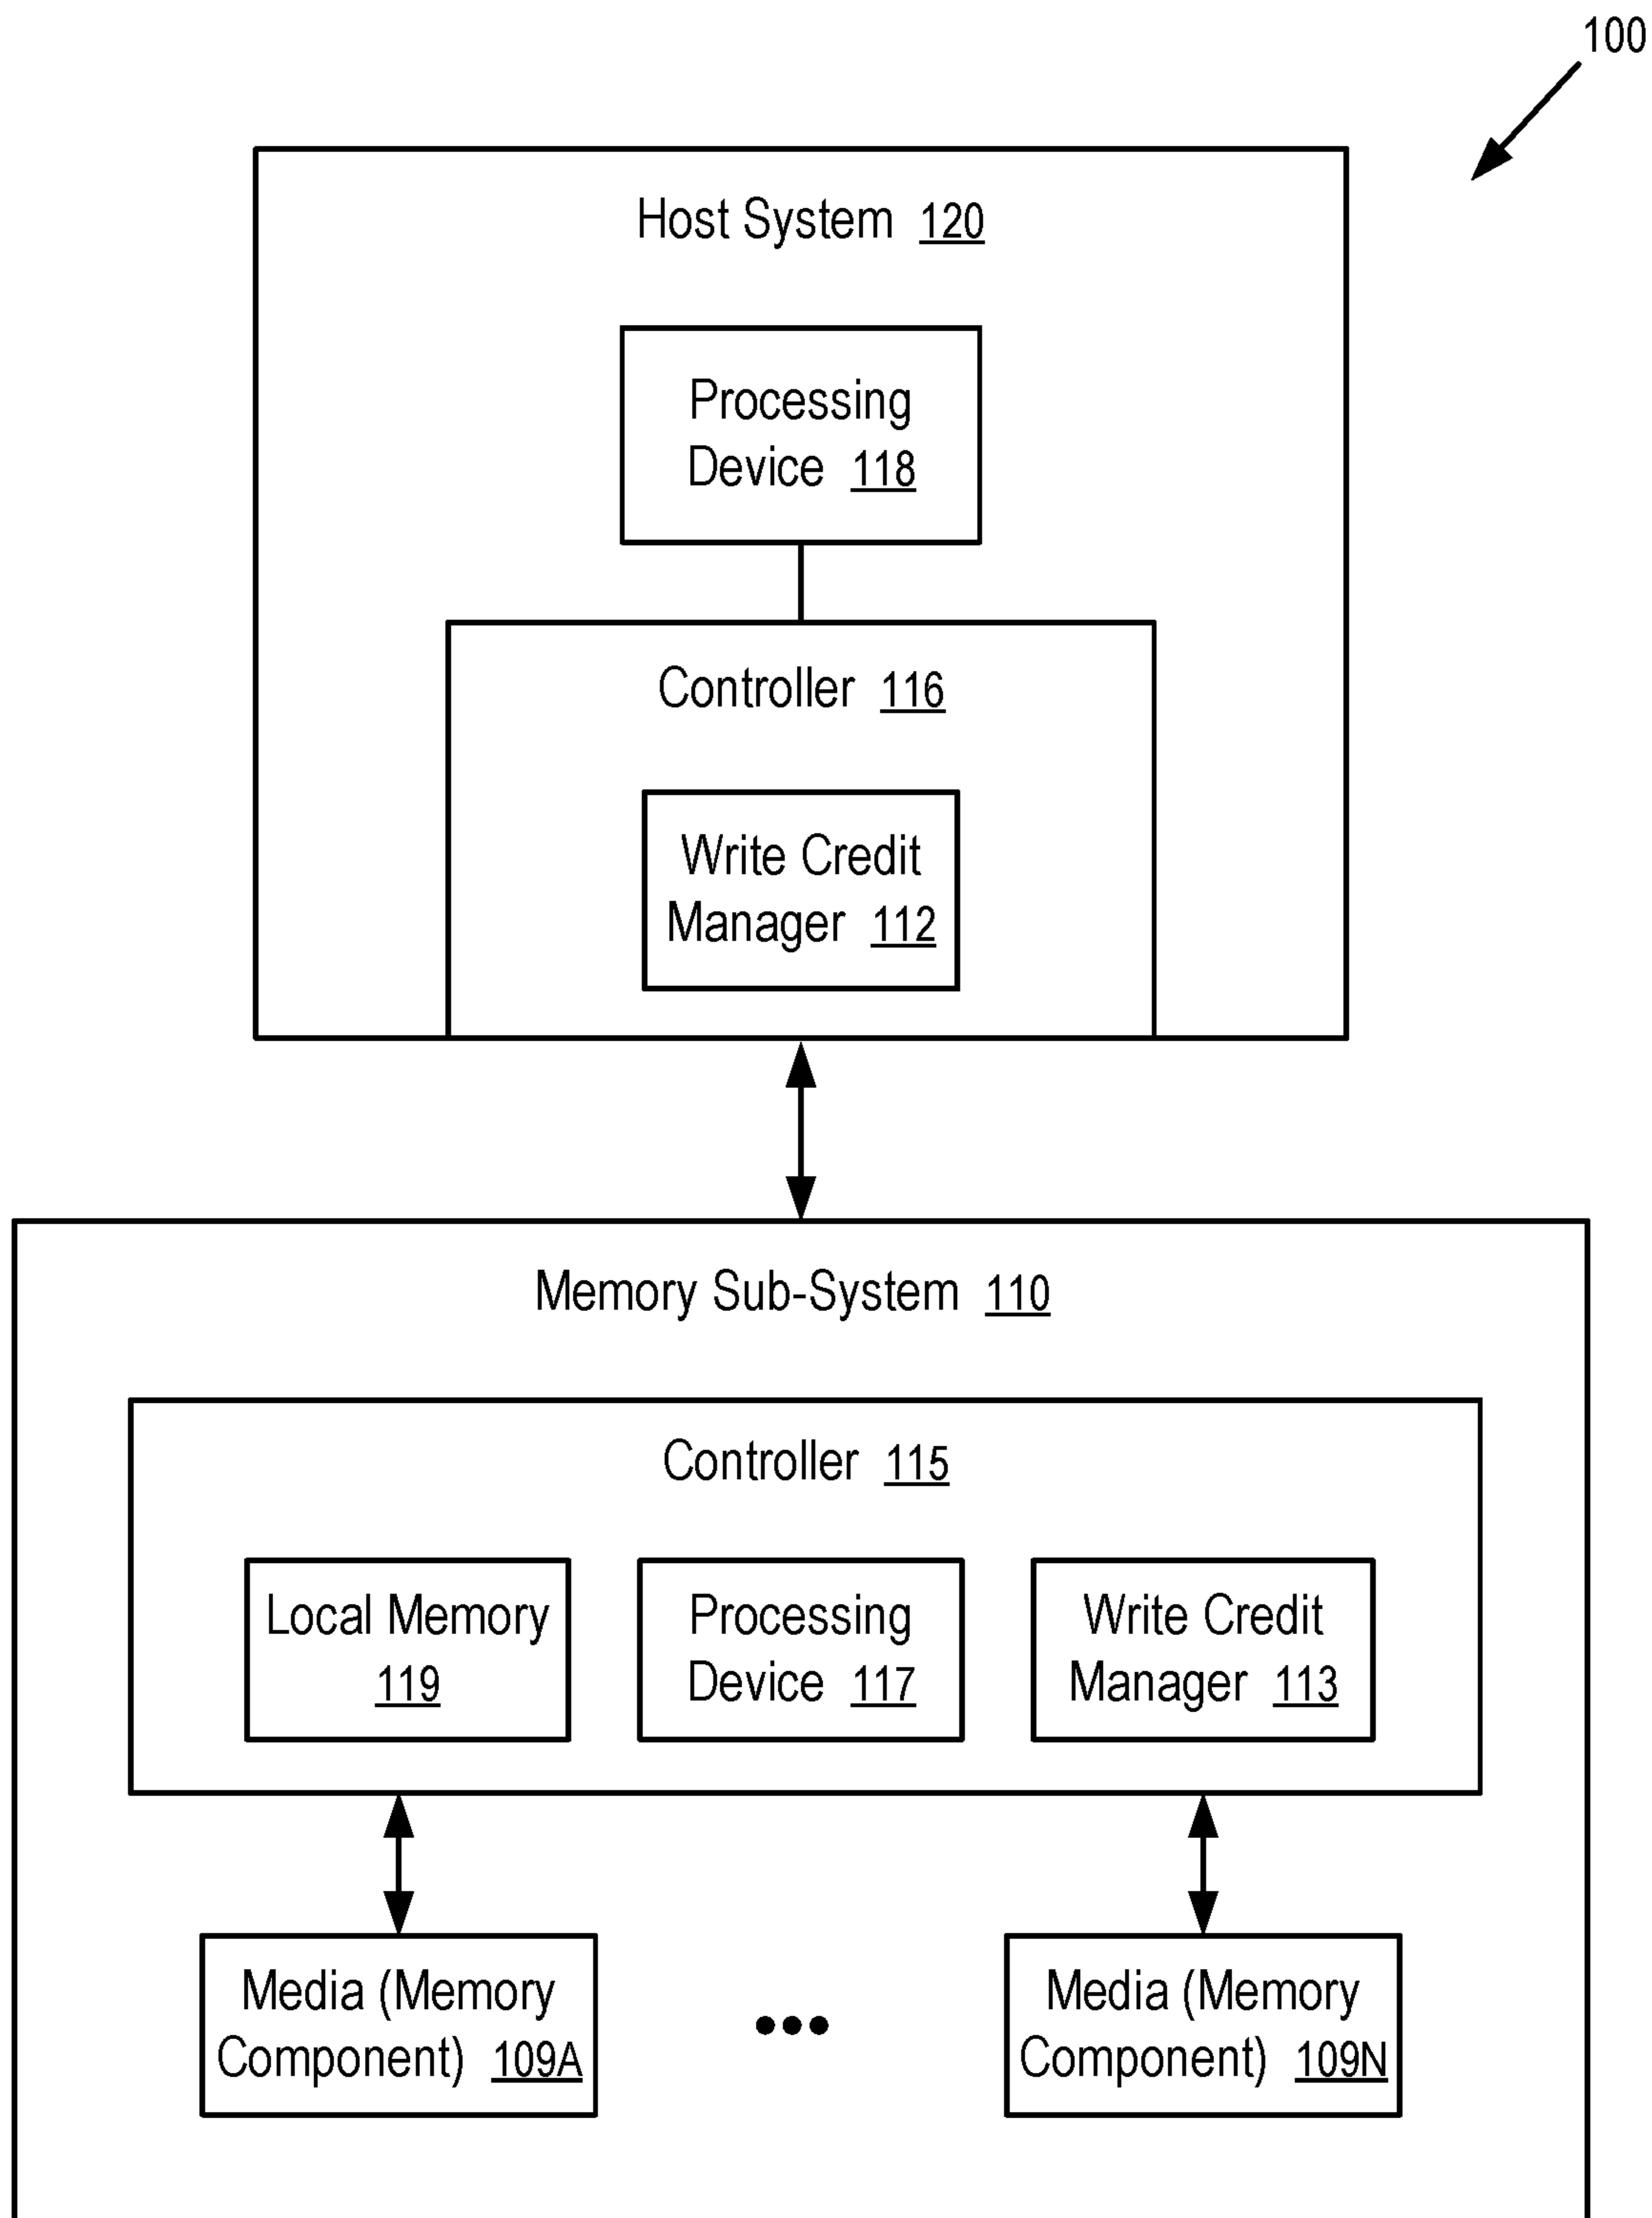 100
Host System 120
Processing
Device 118
Controller 116
Write Credit
Manager 112
Memory Sub-System 110
Controller 115
Local Memory
119
Processing
Device 117
Write Credit
Manager 113
Media (Memory
Component) 109A
•••
Media (Memory
Component) 109N